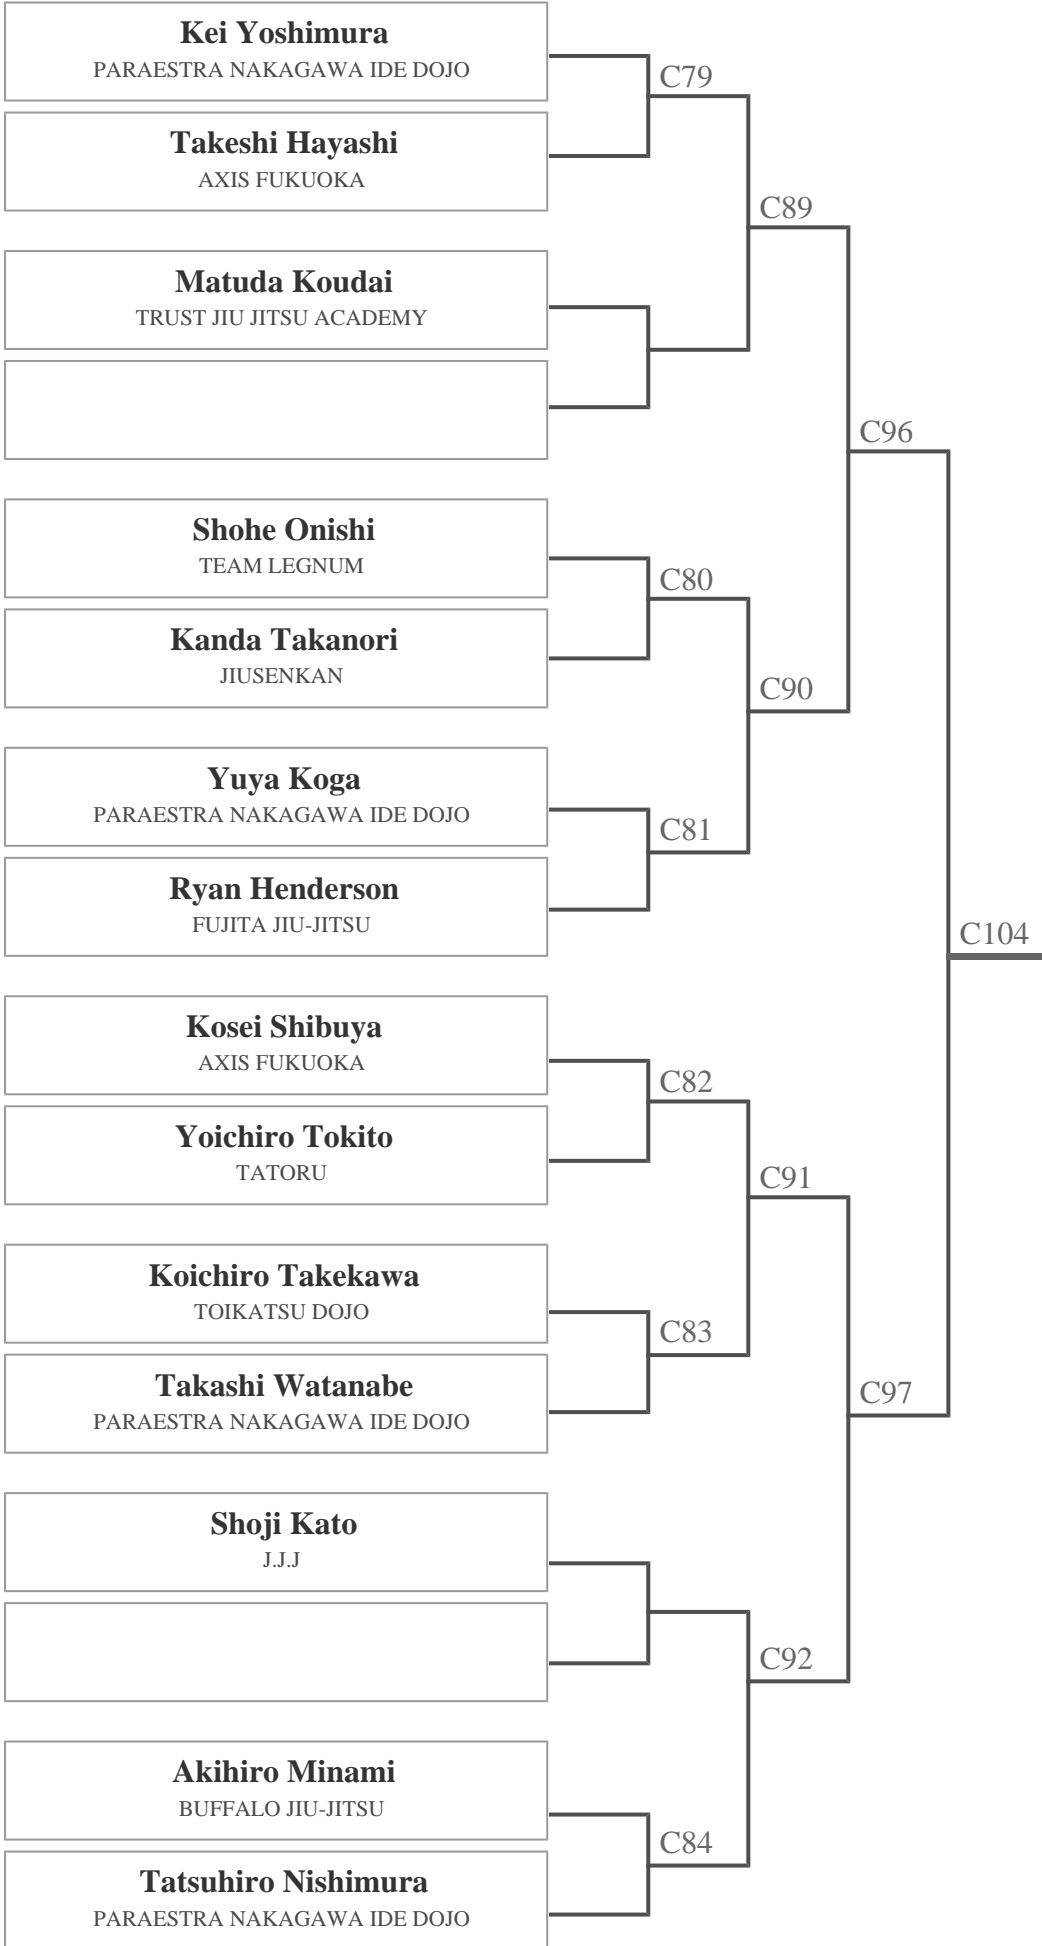 Kei Yoshimura
PARAESTRA NAKAGAWA IDE DOJO
C79
Takeshi Hayashi
AXIS FUKUOKA
C89
Matuda Koudai
TRUST JIU JITSU ACADEMY
C96
Shohe Onishi
TEAM LEGNUM
C80
Kanda Takanori
JIUSENKAN
C90
Yuya Koga
PARAESTRA NAKAGAWA IDE DOJO
C81
Ryan Henderson
FUJITA JIU-JITSU
C104
Kosei Shibuya
AXIS FUKUOKA
C82
Yoichiro Tokito
TATORU
C91
Koichiro Takekawa
TOIKATSU DOJO
C83
Takashi Watanabe
PARAESTRA NAKAGAWA IDE DOJO
C97
Shoji Kato
J.J.J
C92
Akihiro Minami
BUFFALO JIU-JITSU
C84
Tatsuhiro Nishimura
PARAESTRA NAKAGAWA IDE DOJO